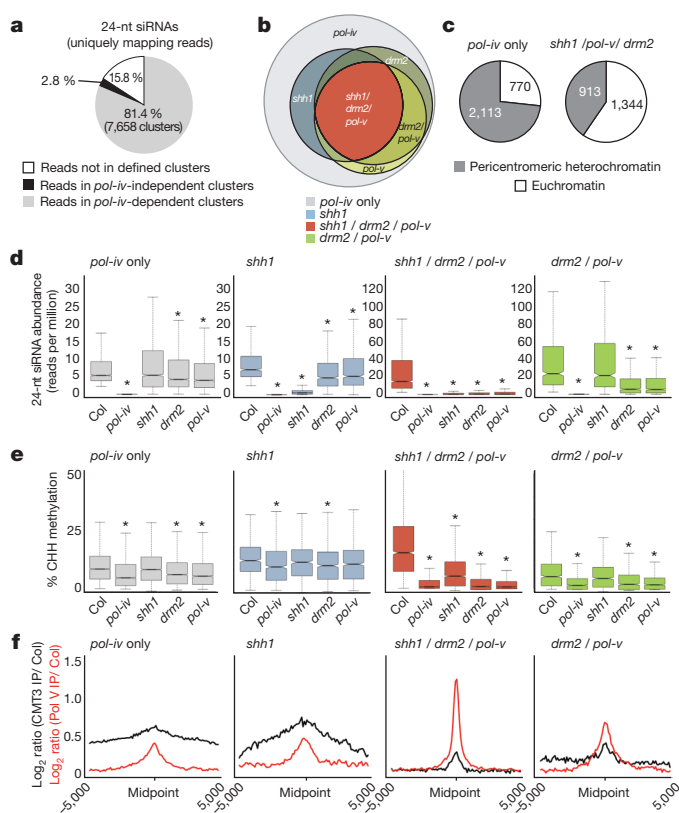 a
24-nt siRNAs
(uniquely mapping reads)
2.8 %
15.8 %
81.4 %
(7,658 clusters)
Reads not in defined clusters
Reads in pol-iv-independent clusters
Reads in pol-iv-dependent clusters
b
pol-iv
drm2
shh1
shh1/
drm2/
pol-v
drm2/
pol-v
pol-v
pol-iv only
shh1
shh1 / drm2 / pol-v
drm2 / pol-v
c
pol-iv only
shh1 /pol-v/ drm2
770
2,113
913
1,344
Pericentromeric heterochromatin
Euchromatin
d
pol-iv only
shh1
shh1 / drm2 / pol-v
drm2 / pol-v
24-nt siRNA abundance
(reads per million)
30
25
20
15
10
5
0
* * *
Col pol-iv shh1 drm2 pol-v
30
25
20
15
10
5
0
* * * *
Col pol-iv shh1 drm2 pol-v
120
100
80
60
40
20
0
* * * *
Col pol-iv shh1 drm2 pol-v
120
100
80
60
40
20
0
* * *
Col pol-iv shh1 drm2 pol-v
e
pol-iv only
shh1
shh1 / drm2 / pol-v
drm2 / pol-v
% CHH methylation
50
25
0
* * *
Col pol-iv shh1 drm2 pol-v
* *
Col pol-iv shh1 drm2 pol-v
* * * *
Col pol-iv shh1 drm2 pol-v
* * *
Col pol-iv shh1 drm2 pol-v
f
pol-iv only
shh1
shh1 / drm2 / pol-v
drm2 / pol-v
Log2 ratio (CMT3 IP/ Col)
Log2 ratio (Pol V IP/ Col)
1.5
1.0
0.5
0
−5,000 Midpoint 5,000
−5,000 Midpoint 5,000
−5,000 Midpoint 5,000
−5,000 Midpoint 5,000